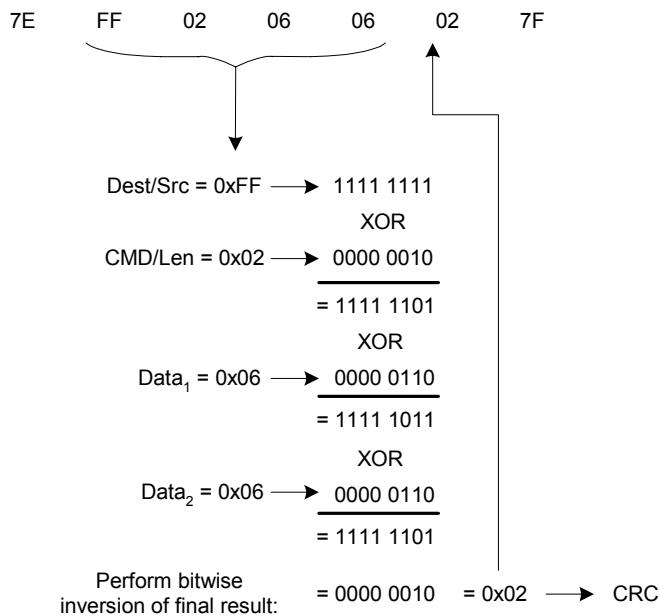 7E FF 02 06 06 02 7F
Dest/Src = 0xFF 1111 1111
XOR
CMD/Len = 0x02 0000 0010
= 1111 1101
XOR
Data₁ = 0x06 0000 0110
= 1111 1011
XOR
Data₂ = 0x06 0000 0110
= 1111 1101
Perform bitwise
inversion of final result: = 0000 0010 = 0x02 CRC